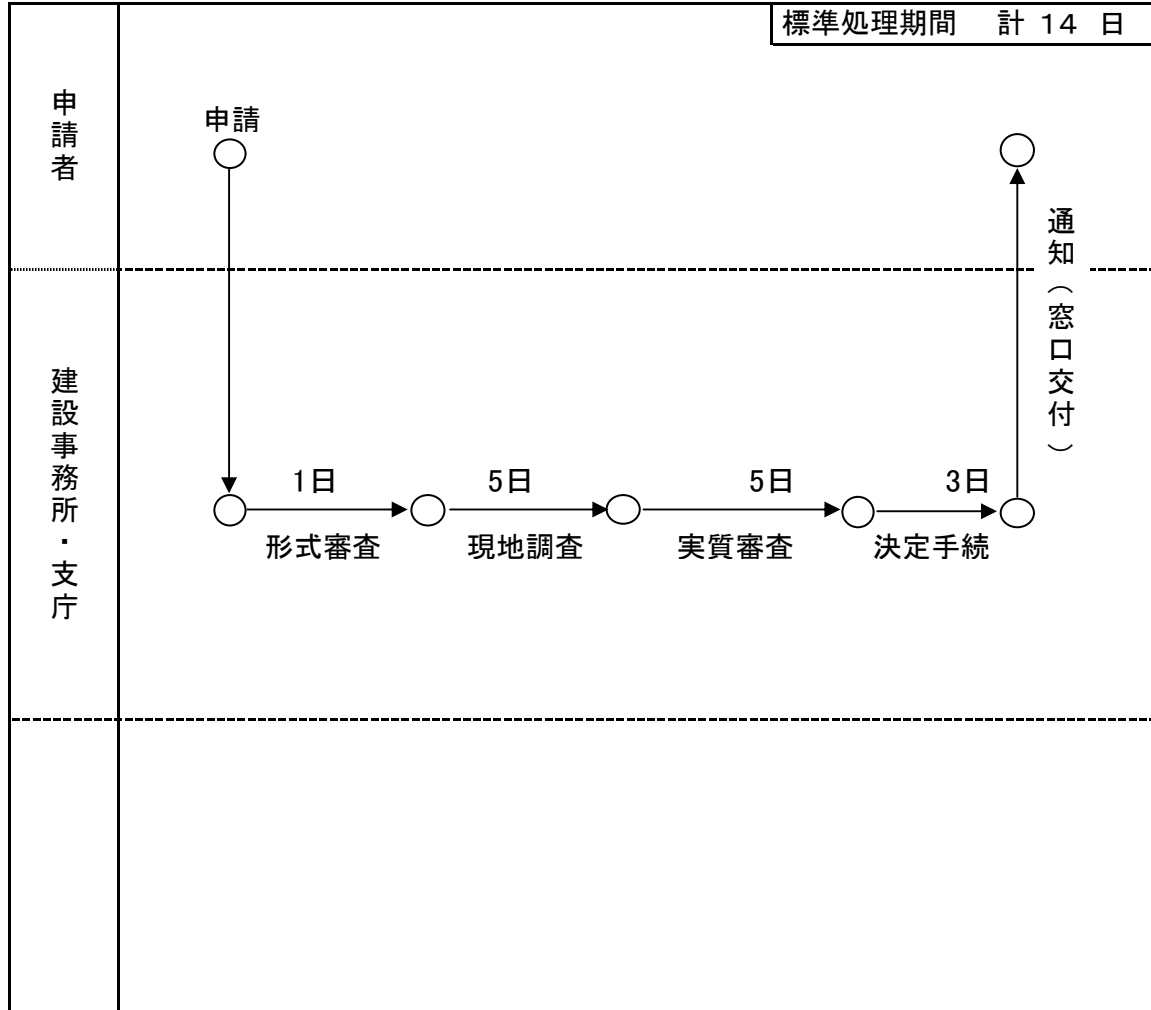 標準処理期間　計 14 日
申請者
申請
通知（窓口交付）
建設事務所・支庁
1日
5日
5日
3日
形式審査
現地調査
実質審査
決定手続